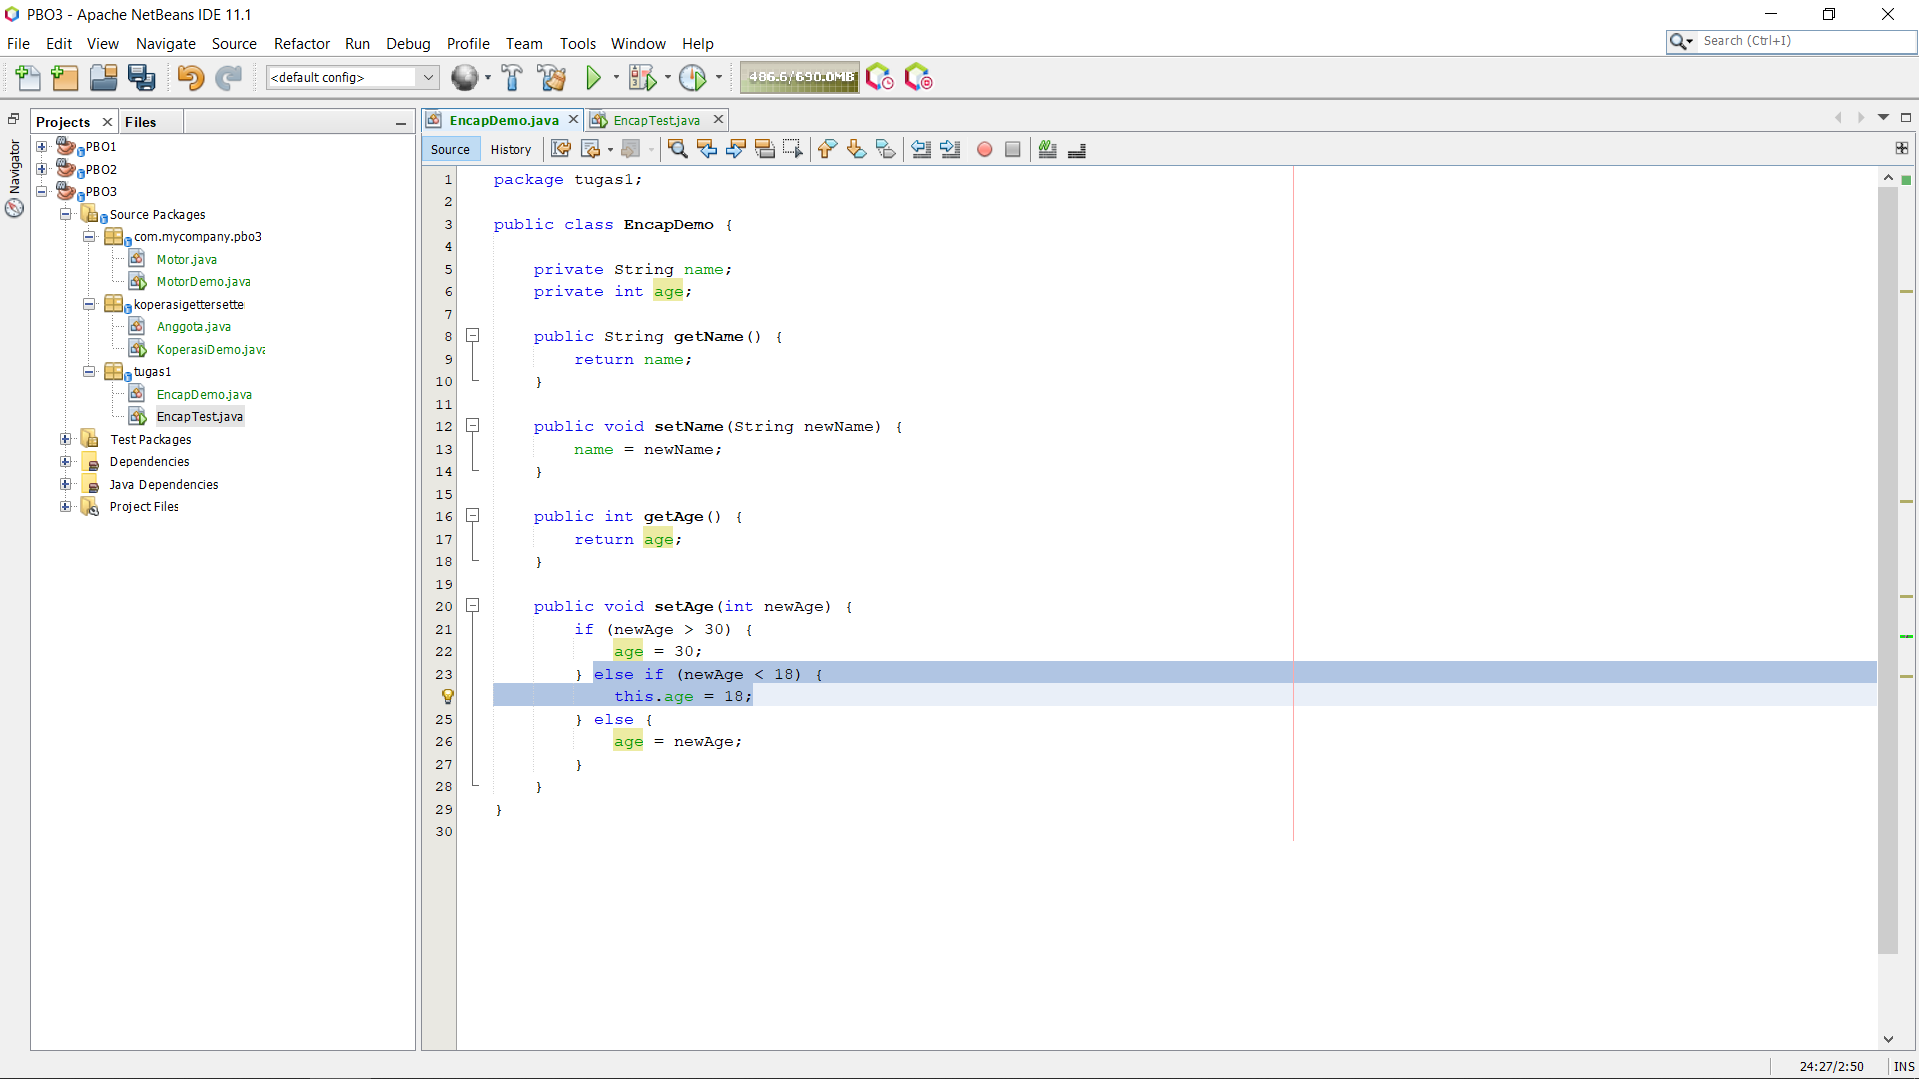 PBO3 - Apache NetBeans IDE 11.1
File Edit View Navigate Source Refactor Run Debug Profile Team Tools Window Help
Search (Ctrl+I)
<default config>
486.6/690.0MB
Projects
Files
Navigator
PBO1
PBO2
PBO3
Source Packages
com.mycompany.pbo3
Motor.java
MotorDemo.java
koperasigettersette
Anggota.java
KoperasiDemo.java
tugas1
EncapDemo.java
EncapTest.java
Test Packages
Dependencies
Java Dependencies
Project Files
EncapDemo.java
EncapTest.java
Source History
1 package tugas1;
2
3 public class EncapDemo {
4
5 private String name;
6 private int age;
7
8 public String getName() {
9 return name;
10 }
11
12 public void setName(String newName) {
13 name = newName;
14 }
15
16 public int getAge() {
17 return age;
18 }
19
20 public void setAge(int newAge) {
21 if (newAge > 30) {
22 age = 30;
23 } else if (newAge < 18) {
this.age = 18;
25 } else {
26 age = newAge;
27 }
28 }
29 }
30
24:27/2:50 INS